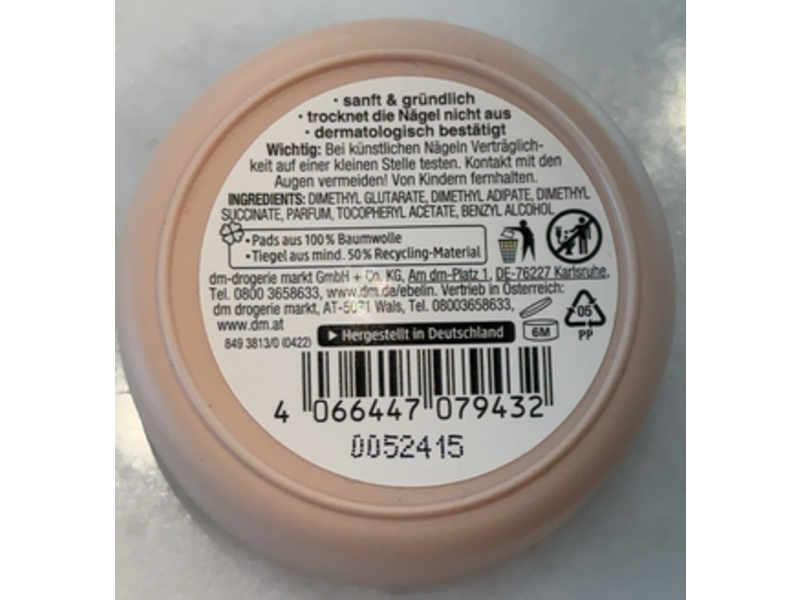 • sanft & gründlich
• trocknet die Nägel nicht aus
• dermatologisch bestätigt
Wichtig: Bei künstlichen Nägeln Verträglich-
keit auf einer kleinen Stelle testen. Kontakt mit den
Augen vermeiden! Von Kindern fernhalten.
INGREDIENTS: DIMETHYL GLUTARATE, DIMETHYL ADIPATE, DIMETHYL
SUCCINATE, PARFUM, TOCOPHERYL ACETATE, BENZYL ALCOHOL
• Pads aus 100% Baumwolle
• Tiegel aus mind. 50% Recycling-Material
dm-drogerie markt GmbH + Co. KG, Am dm-Platz 1, DE-76227 Karlsruhe,
Tel. 0800 3658633, www.dm.de/ebelin. Vertrieb in Österreich:
dm drogerie markt, AT-5071 Wals, Tel. 08003658633,
www.dm.at
849 3813/0 (0422)
Hergestellt in Deutschland
6M
05
PP
4 066447 079432
0052415